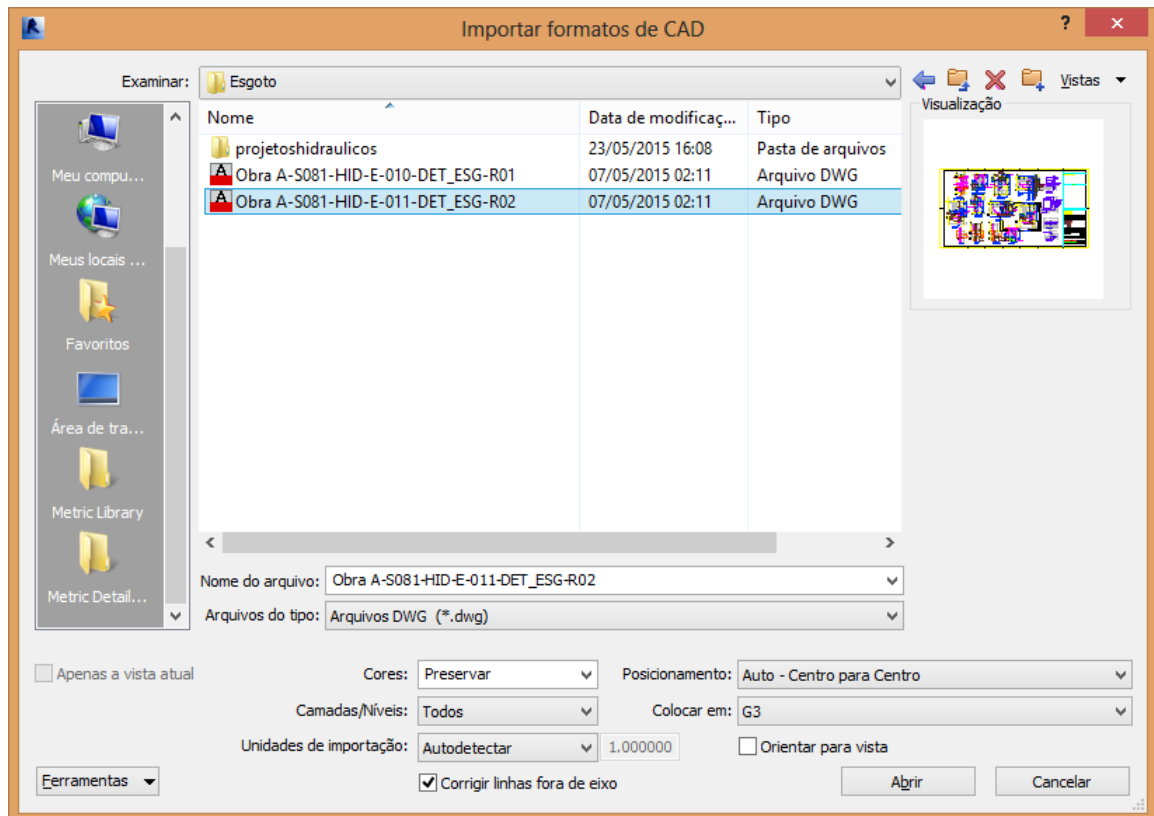 Importar formatos de CAD
?
Examinar: Esgoto
Vistas
Visualização
Nome Data de modificaç... Tipo
projetoshidraulicos 23/05/2015 16:08 Pasta de arquivos
Obra A-S081-HID-E-010-DET_ESG-R01 07/05/2015 02:11 Arquivo DWG
Obra A-S081-HID-E-011-DET_ESG-R02 07/05/2015 02:11 Arquivo DWG
Meu compu...
Meus locais ...
Favoritos
Área de tra...
Metric Library
Metric Detail...
Nome do arquivo: Obra A-S081-HID-E-011-DET_ESG-R02
Arquivos do tipo: Arquivos DWG (*.dwg)
Apenas a vista atual
Cores: Preservar
Posicionamento: Auto - Centro para Centro
Camadas/Níveis: Todos
Colocar em: G3
Unidades de importação: Autodetectar 1.000000
Orientar para vista
Ferramentas
Corrigir linhas fora de eixo
Abrir Cancelar